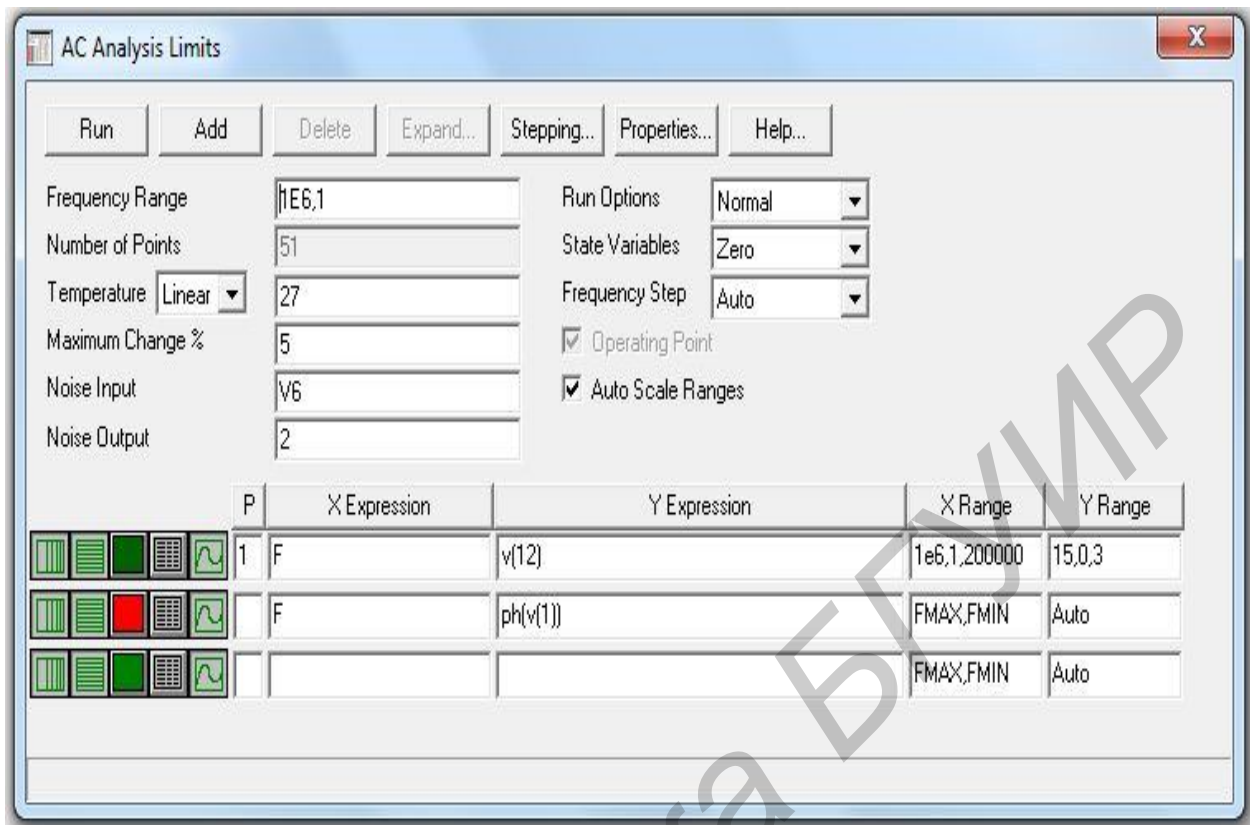 AC Analysis Limits
Run Add Delete Expand... Stepping... Properties... Help...
Frequency Range 1E6,1 Run Options Normal
Number of Points 51 State Variables Zero
Temperature Linear 27 Frequency Step Auto
Maximum Change % 5 Operating Point
Noise Input V6 Auto Scale Ranges
Noise Output 2
P X Expression Y Expression X Range Y Range
1 F v(12) 1e6,1,200000 15,0,3
F ph(v(1)) FMAX,FMIN Auto
FMAX,FMIN Auto
БГУИР